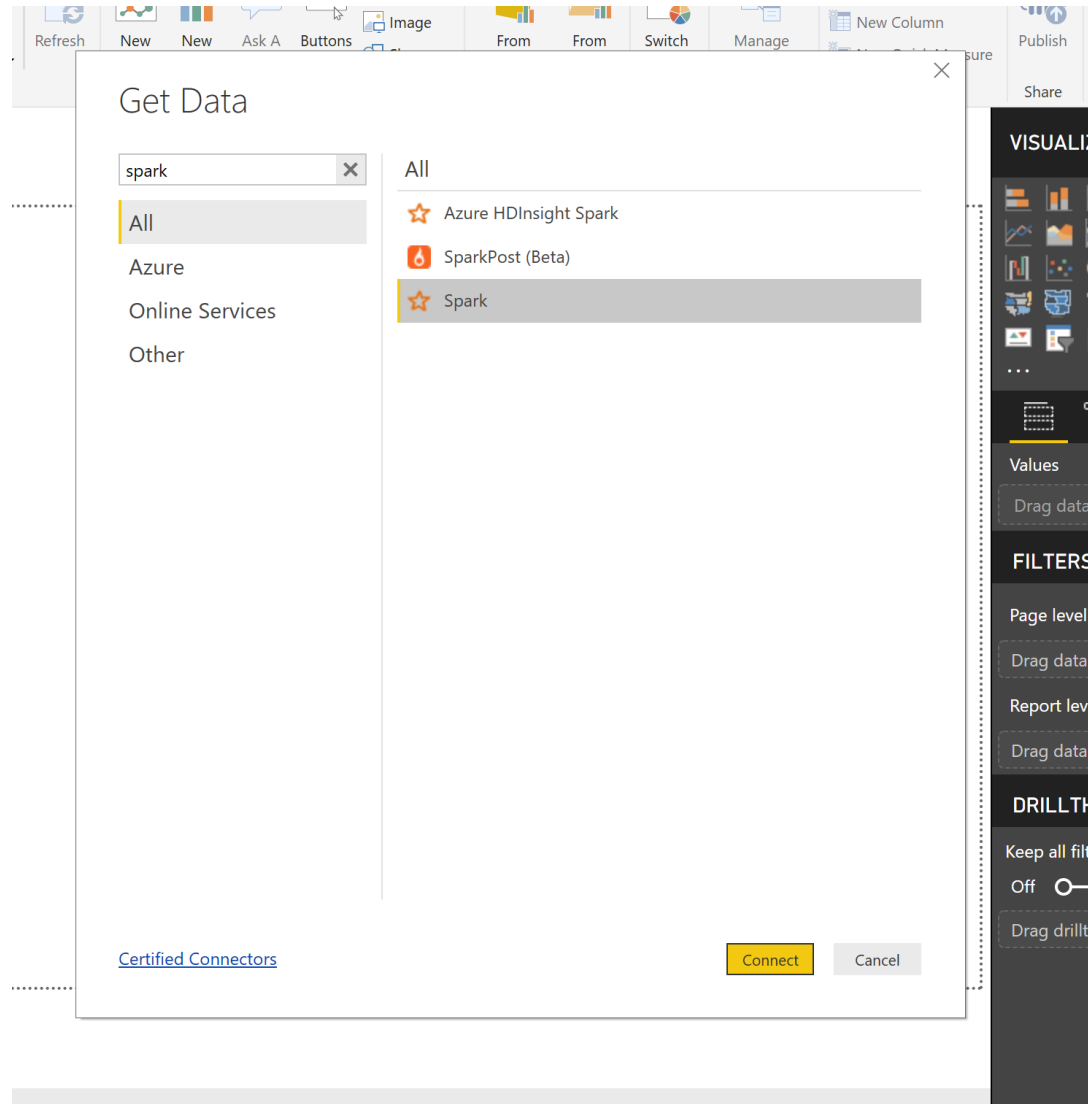 Refresh
New
New
Ask A
Buttons
Image
From
From
Switch
Manage
New Column
Publish
Share
Get Data
spark
All
Azure
Online Services
Other
All
Azure HDInsight Spark
SparkPost (Beta)
Spark
Certified Connectors
Connect
Cancel
VISUALIZ
Values
Drag data
FILTERS
Page level
Drag data
Report lev
Drag data
DRILLTH
Keep all filt
Off
Drag drillt